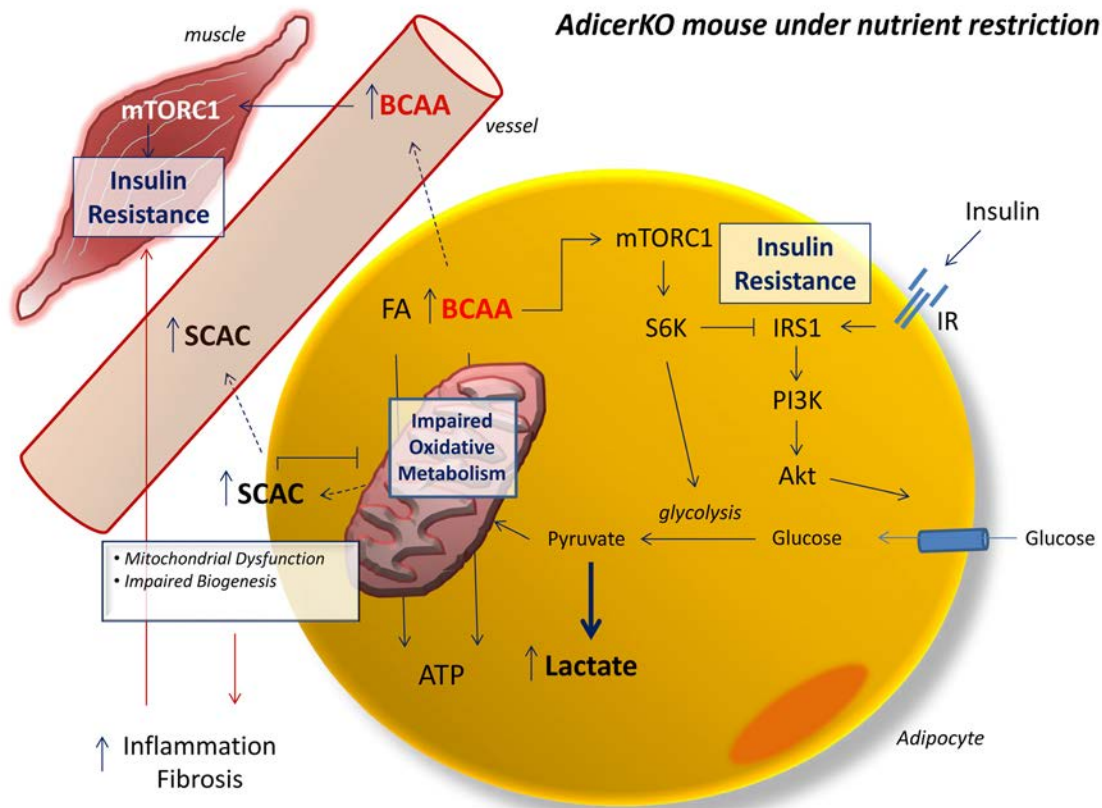 AdicerKO mouse under nutrient restriction
muscle
mTORC1
Insulin
Resistance
↑BCAA
vessel
↑SCAC
FA ↑BCAA
mTORC1
Insulin
Resistance
Insulin
S6K
IRS1
IR
PI3K
Akt
Impaired
Oxidative
Metabolism
↑SCAC
glycolysis
Pyruvate
Glucose
Glucose
• Mitochondrial Dysfunction
• Impaired Biogenesis
ATP
↑Lactate
↑ Inflammation
Fibrosis
Adipocyte